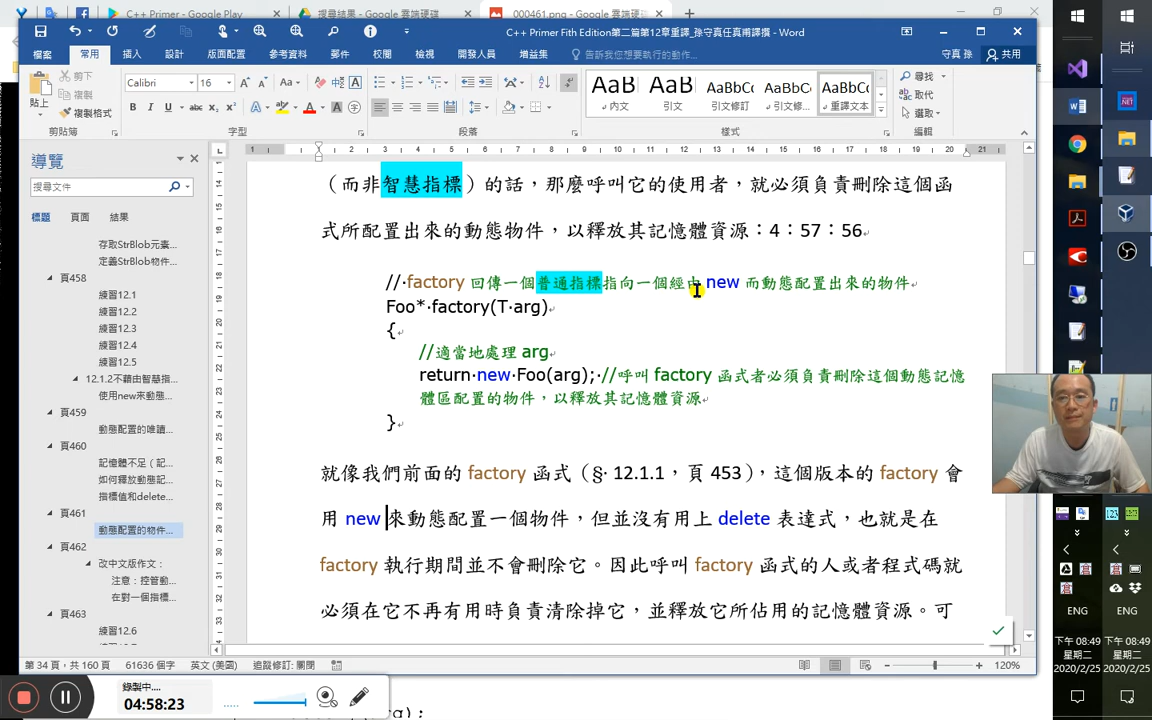 C++ Primer - Google Play
搜尋結果 - Google 雲端硬碟
000461.png - Google 雲端硬碟
C++ Primer Fifth Edition第二篇第12章重譯_孫守真任真甫譯撰 - Word
檔案 常用 插入 設計 版面配置 參考資料 郵件 校閱 檢視 開發人員 增益集 告訴我您想要執行的動作... 守真 孫 共用
貼上
剪下
複製
複製格式
Calibri 16
AaB 內文
AaB 引文
AaBbCc 引文修訂
AaBbCc 引文修...
AaBbCc 重譯文本
尋找
取代
選取
剪貼簿 字型 段落 樣式 編輯
導覽
搜尋文件
標題 頁面 結果
存取StrBlob元素...
定義StrBlob物件...
頁458
練習12.1
練習12.2
練習12.3
練習12.4
練習12.5
12.1.2不藉由智慧指...
使用new來動態...
頁459
動態配置的唯讀...
頁460
記憶體不足（記...
如何釋放動態記...
指標值和delete...
頁461
動態配置的物件...
頁462
改中文版作文：
注意：控管動...
在對一個指標...
頁463
練習12.6
（而非智慧指標）的話，那麼呼叫它的使用者，就必須負責刪除這個函
式所配置出來的動態物件，以釋放其記憶體資源：4：57：56
//·factory 回傳一個普通指標指向一個經由 new 而動態配置出來的物件
Foo*·factory(T·arg)
{
//適當地處理 arg
return·new·Foo(arg);·//呼叫 factory 函式者必須負責刪除這個動態記憶
體區配置的物件，以釋放其記憶體資源
}
就像我們前面的 factory 函式（§· 12.1.1，頁 453），這個版本的 factory 會
用 new 來動態配置一個物件，但並沒有用上 delete 表達式，也就是在
factory 執行期間並不會刪除它。因此呼叫 factory 函式的人或者程式碼就
必須在它不再有用時負責清除掉它，並釋放它所佔用的記憶體資源。可
第 34 頁，共 160 頁 61636 個字 英文 (美國) 追蹤修訂: 關閉 120%
錄製中...
04:58:23
ENG ENG
下午 08:49 下午 08:49
星期二 星期二
2020/2/25 2020/2/25